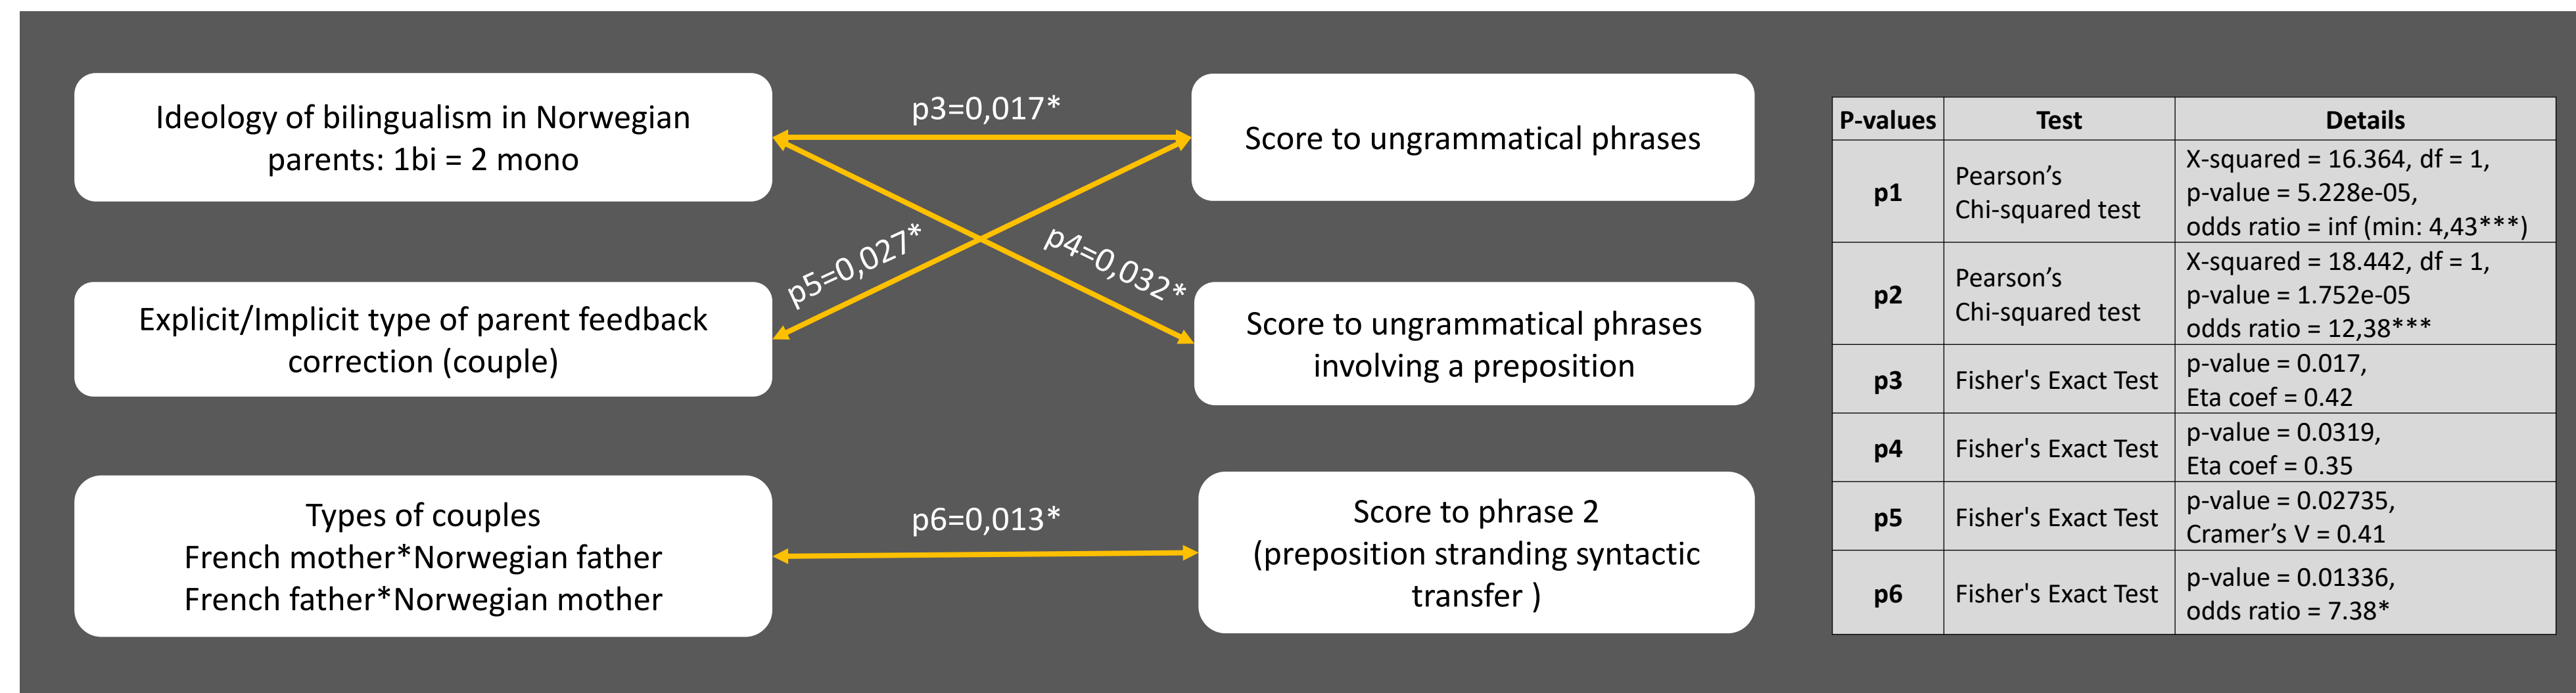 Ideology of bilingualism in Norwegian
parents: 1bi = 2 mono
p3=0,017*
Score to ungrammatical phrases
p5=0,027*
p4=0,032*
Explicit/Implicit type of parent feedback
correction (couple)
Score to ungrammatical phrases
involving a preposition
Types of couples
French mother*Norwegian father
French father*Norwegian mother
p6=0,013*
Score to phrase 2
(preposition stranding syntactic
transfer )
P-values Test Details
p1 Pearson’s
Chi-squared test
X-squared = 16.364, df = 1,
p-value = 5.228e-05,
odds ratio = inf (min: 4,43***)
p2 Pearson’s
Chi-squared test
X-squared = 18.442, df = 1,
p-value = 1.752e-05
odds ratio = 12,38***
p3 Fisher's Exact Test
p-value = 0.017,
Eta coef = 0.42
p4 Fisher's Exact Test
p-value = 0.0319,
Eta coef = 0.35
p5 Fisher's Exact Test
p-value = 0.02735,
Cramer’s V = 0.41
p6 Fisher's Exact Test
p-value = 0.01336,
odds ratio = 7.38*